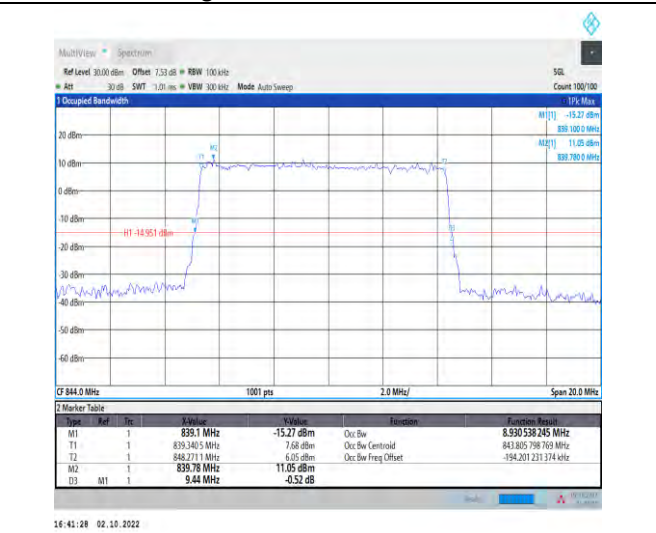 MultiView Spectrum
Ref Level 30.00 dBm Offset 7.53 dB RBW 100 kHz SGL
Att 30 dB SWT 1.01 ms VBW 300 kHz Mode Auto Sweep Count 100/100
1 Occupied Bandwidth 1Pk Max
M1[1] -15.27 dBm
839.100 0 MHz
M2[1] 11.05 dBm
839.780 0 MHz
20 dBm
M2
T1 T2
10 dBm
0 dBm
-10 dBm
M1
H1 -14.951 dBm
-20 dBm
-30 dBm
-40 dBm
-50 dBm
-60 dBm
CF 844.0 MHz 1001 pts 2.0 MHz/ Span 20.0 MHz
2 Marker Table
Type Ref Trc X-Value Y-Value Function Function Result
M1 1 839.1 MHz -15.27 dBm Occ Bw 8.930 538 245 MHz
T1 1 839.340 5 MHz 7.68 dBm Occ Bw Centroid 843.805 798 769 MHz
T2 1 848.271 1 MHz 6.05 dBm Occ Bw Freq Offset -194.201 231 374 kHz
M2 1 839.78 MHz 11.05 dBm
D3 M1 1 9.44 MHz -0.52 dB
16:41:28 02.10.2022